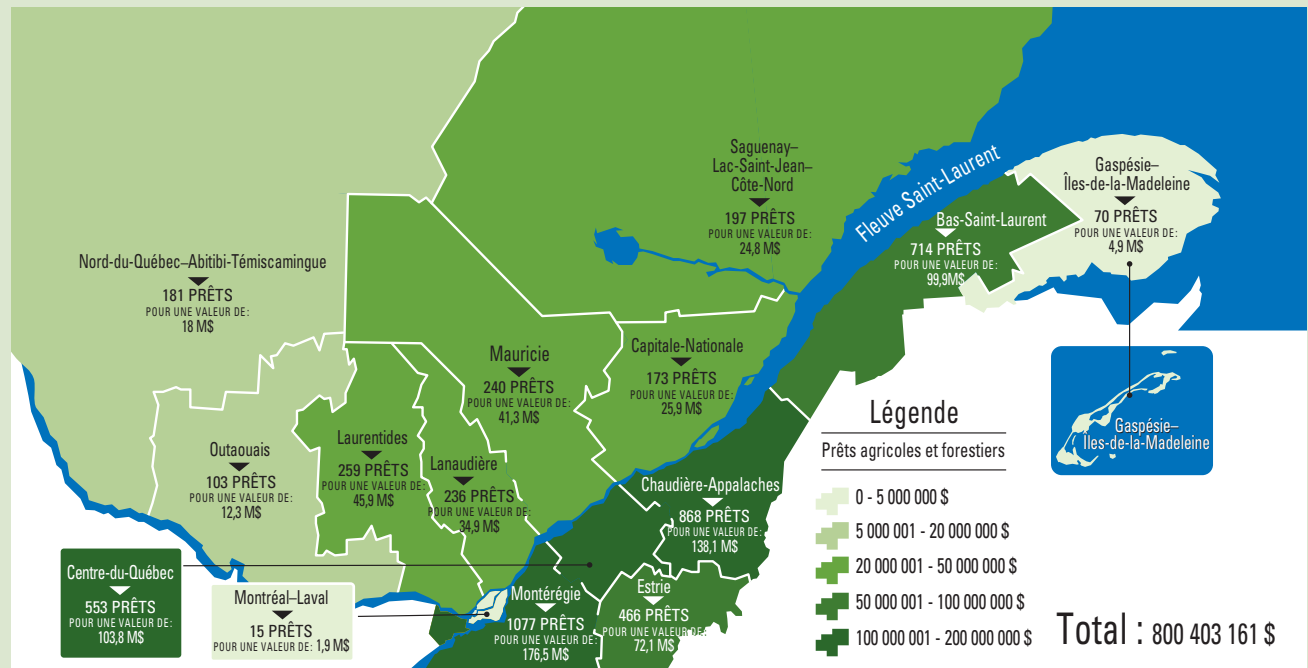 Saguenay–
Lac-Saint-Jean–
Côte-Nord
197 PRÊTS
POUR UNE VALEUR DE:
24,8 M$
Fleuve Saint-Laurent
Gaspésie–
Îles-de-la-Madeleine
70 PRÊTS
POUR UNE VALEUR DE:
4,9 M$
Bas-Saint-Laurent
714 PRÊTS
POUR UNE VALEUR DE:
99,9M$
Nord-du-Québec–Abitibi-Témiscamingue
181 PRÊTS
POUR UNE VALEUR DE:
18 M$
Mauricie
240 PRÊTS
POUR UNE VALEUR DE:
41,3 M$
Capitale-Nationale
173 PRÊTS
POUR UNE VALEUR DE:
25,9 M$
Outaouais
103 PRÊTS
POUR UNE VALEUR DE:
12,3 M$
Laurentides
259 PRÊTS
POUR UNE VALEUR DE:
45,9 M$
Lanaudière
236 PRÊTS
POUR UNE VALEUR DE:
34,9 M$
Chaudière-Appalaches
868 PRÊTS
POUR UNE VALEUR DE:
138,1 M$
Gaspésie–
Îles-de-la-Madeleine
Centre-du-Québec
553 PRÊTS
POUR UNE VALEUR DE:
103,8 M$
Montréal–Laval
15 PRÊTS
POUR UNE VALEUR DE: 1,9 M$
Montérégie
1077 PRÊTS
POUR UNE VALEUR DE:
176,5 M$
Estrie
466 PRÊTS
POUR UNE VALEUR DE:
72,1 M$
Légende
Prêts agricoles et forestiers
0 - 5 000 000 $
5 000 001 - 20 000 000 $
20 000 001 - 50 000 000 $
50 000 001 - 100 000 000 $
100 000 001 - 200 000 000 $
Total : 800 403 161 $